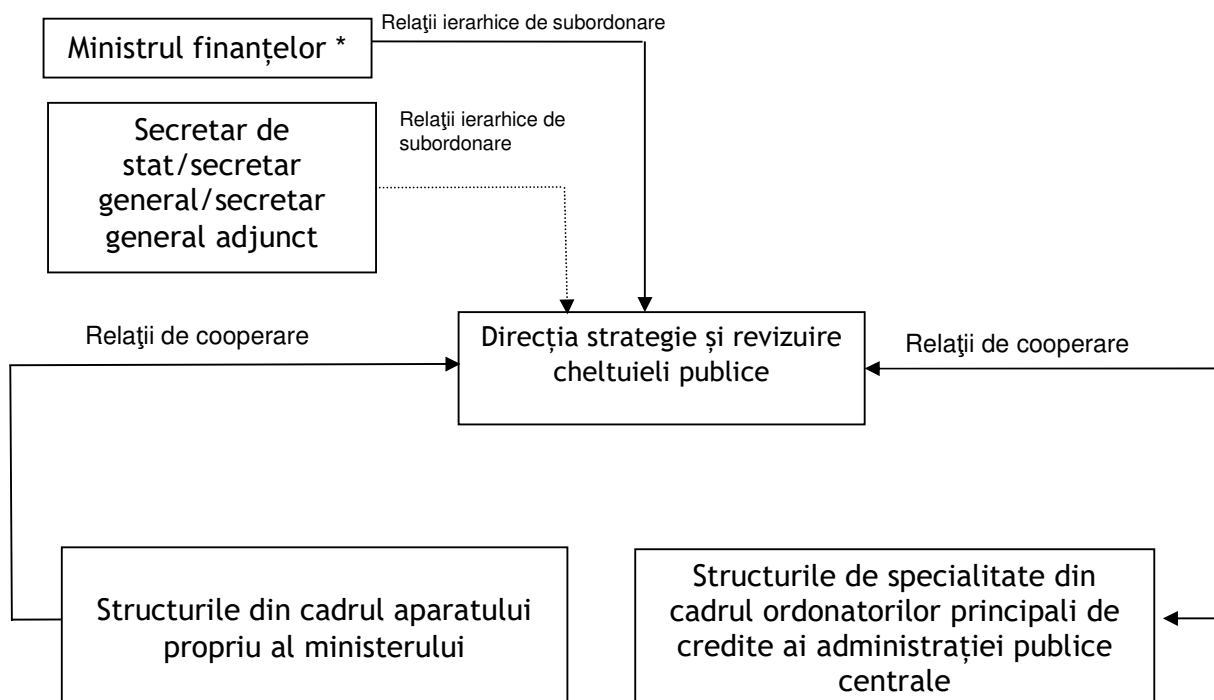 Relaţii ierarhice de subordonare
Ministrul finanțelor *
Secretar de
stat/secretar
general/secretar
general adjunct
Relaţii ierarhice de
subordonare
Relaţii de cooperare
Direcția strategie și revizuire
cheltuieli publice
Relaţii de cooperare
Structurile din cadrul aparatului
propriu al ministerului
Structurile de specialitate din
cadrul ordonatorilor principali de
credite ai administrației publice
centrale